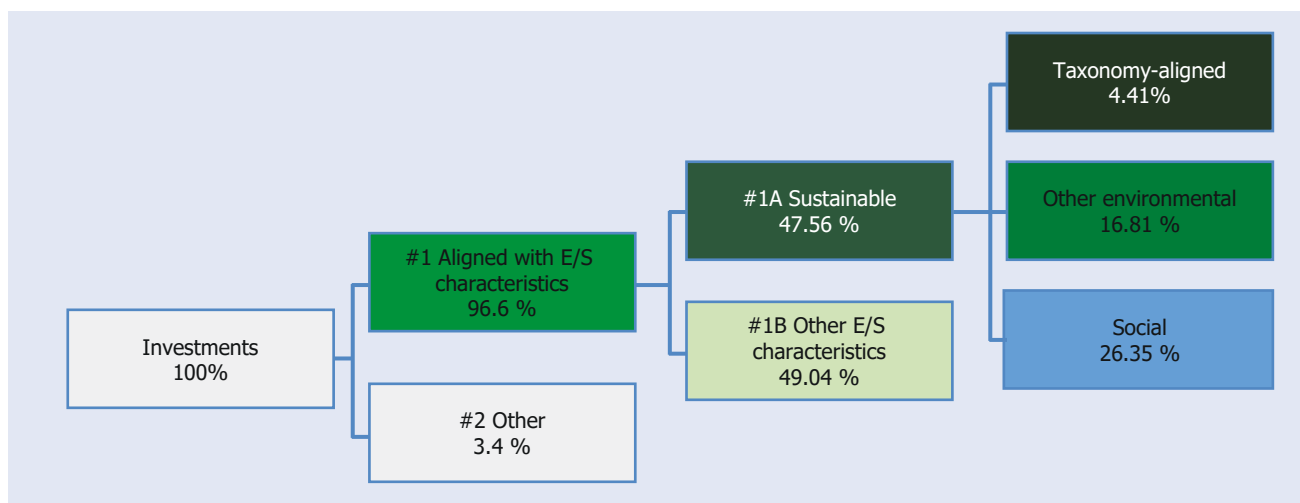 Investments
100%
#1 Aligned with E/S
characteristics
96.6 %
#2 Other
3.4 %
#1A Sustainable
47.56 %
#1B Other E/S
characteristics
49.04 %
Taxonomy-aligned
4.41%
Other environmental
16.81 %
Social
26.35 %